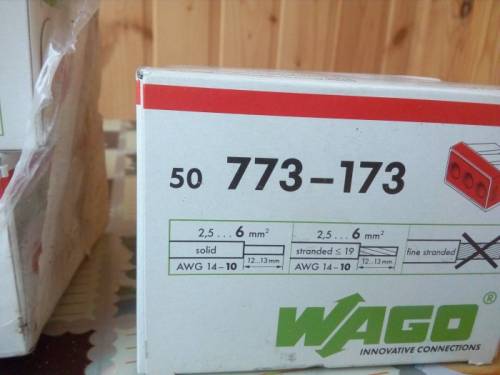 50 773-173
2,5 ... 6 mm² 2,5 ... 6 mm²
solid stranded ≤ 19 fine stranded
12...13 mm 12...13 mm
AWG 14-10 AWG 14-10
WAGO®
INNOVATIVE CONNECTIONS